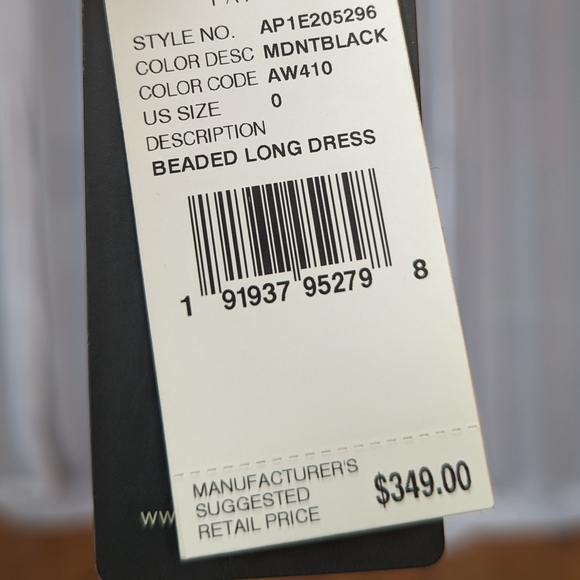 STYLE NO. AP1E205296
COLOR DESC MDNTBLACK
COLOR CODE AW410
US SIZE 0
DESCRIPTION
BEADED LONG DRESS
1 91937 95279 8
MANUFACTURER'S
SUGGESTED
RETAIL PRICE $349.00